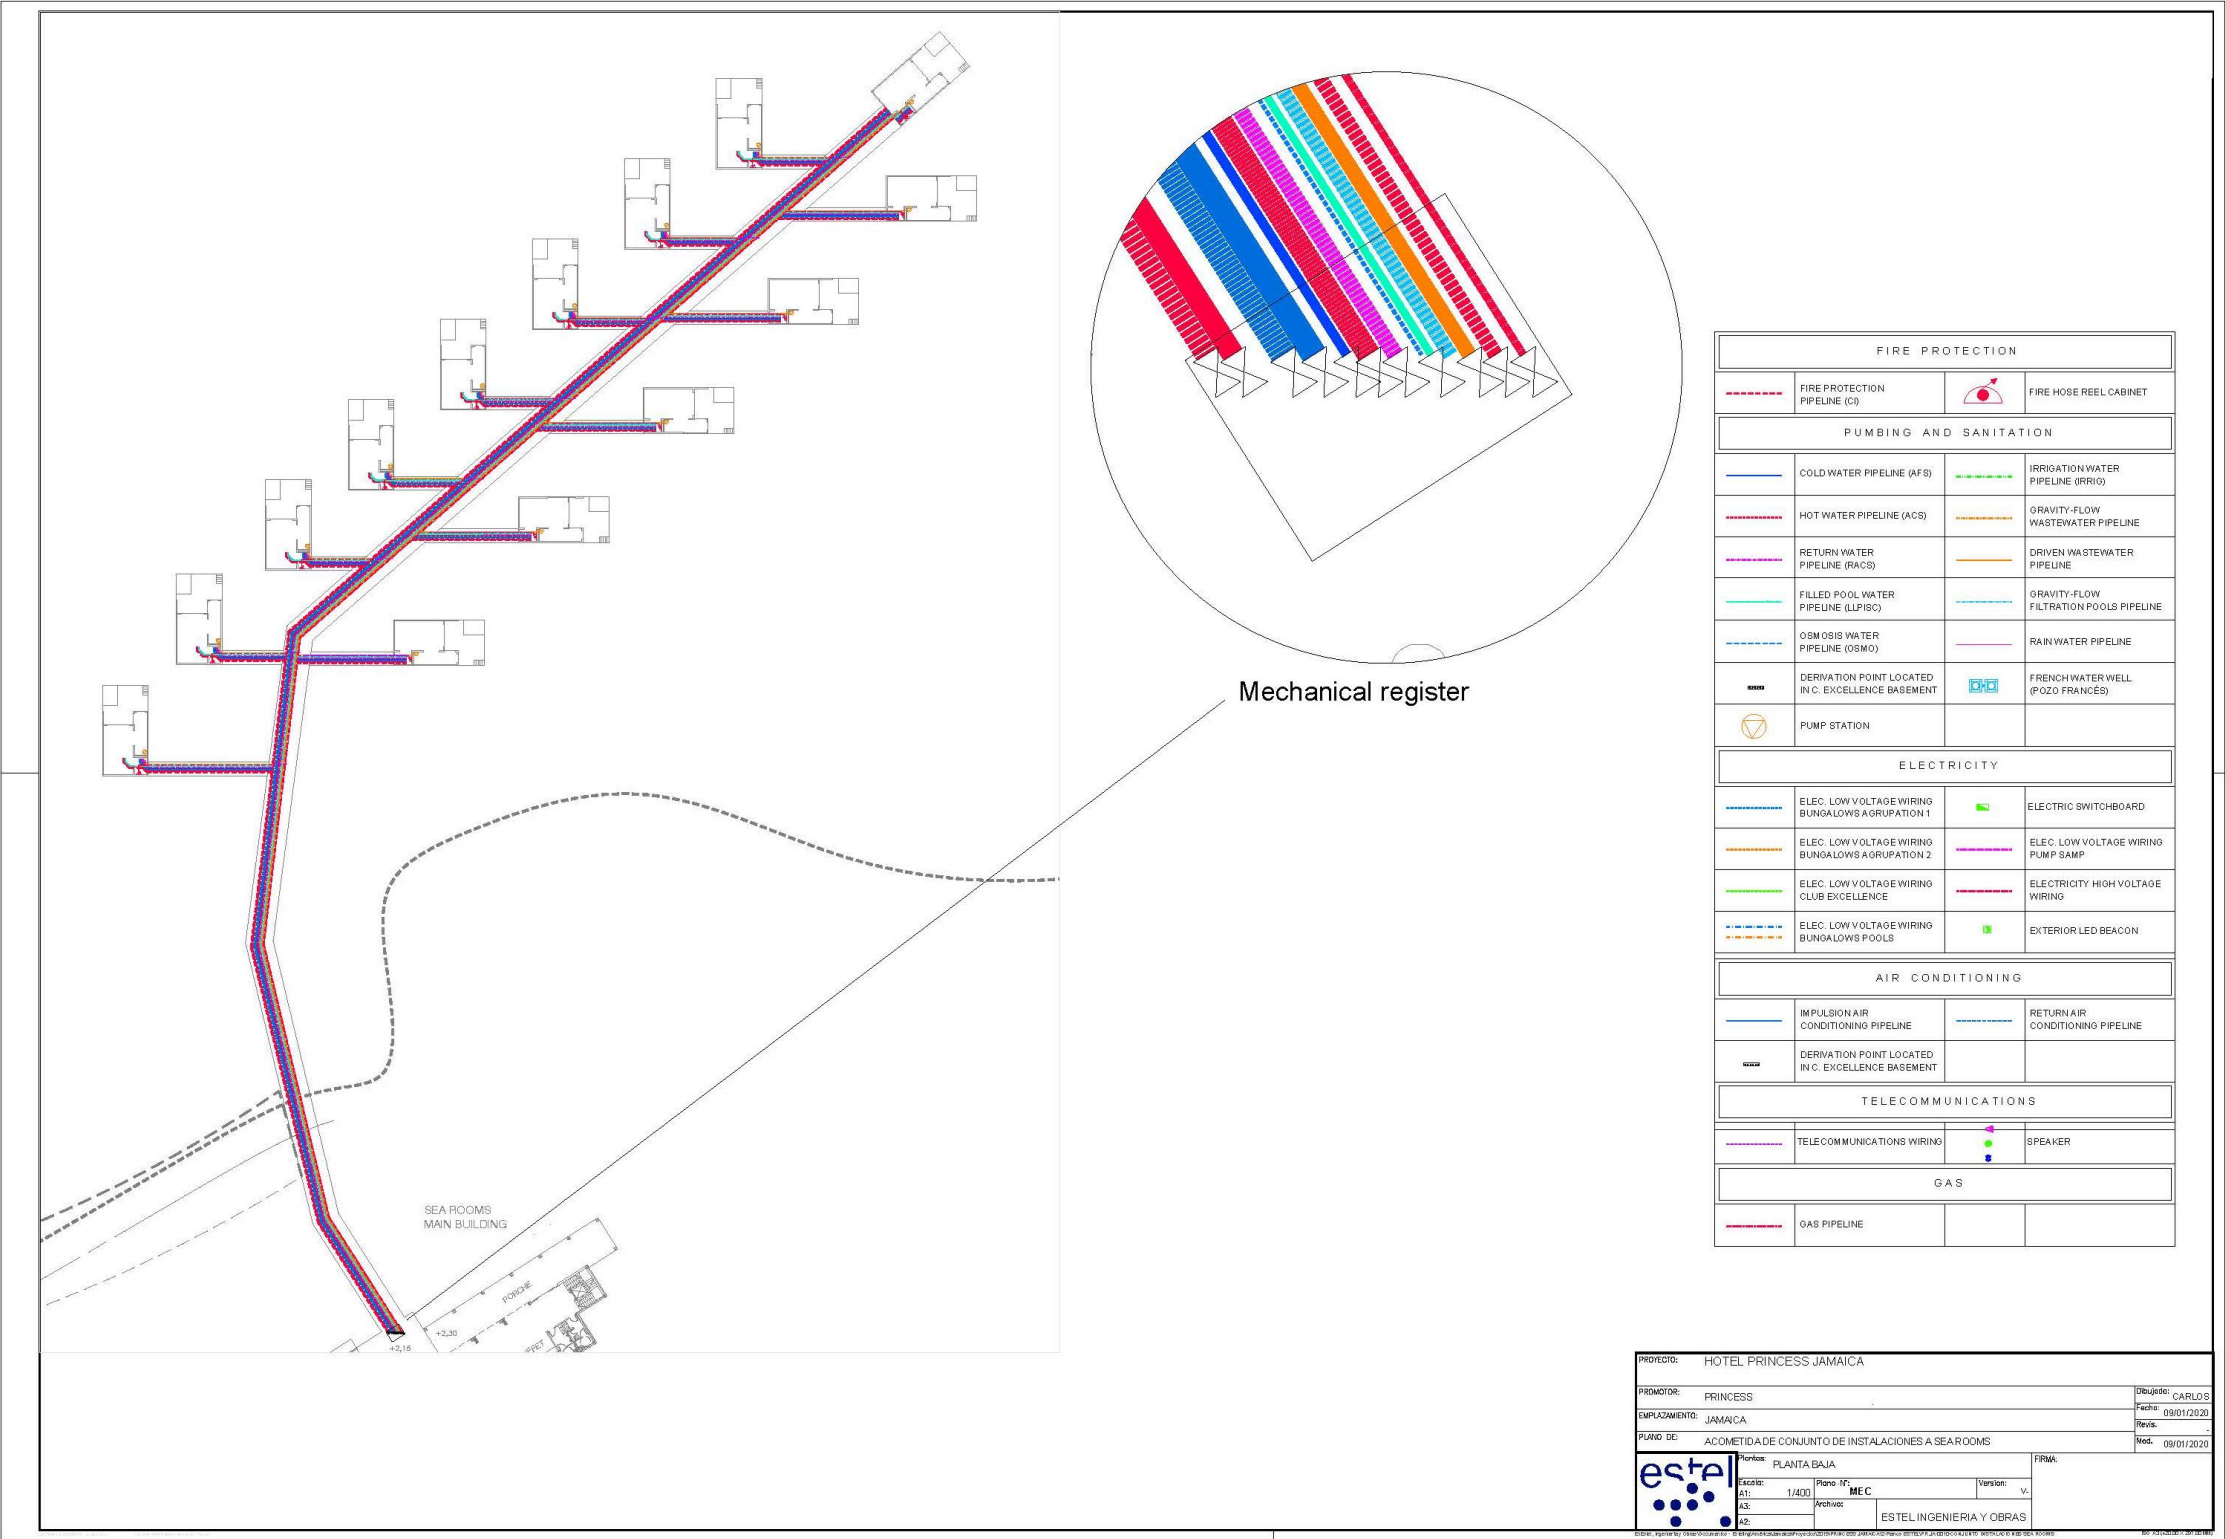 Mechanical register
SEA ROOMS
MAIN BUILDING
PORCHE
+2,30
+2,15
FIRE PROTECTION
FIRE PROTECTION
PIPELINE (CI)
FIRE HOSE REEL CABINET
PUMBING AND SANITATION
COLD WATER PIPELINE (AFS)
IRRIGATION WATER
PIPELINE (IRRIG)
HOT WATER PIPELINE (ACS)
GRAVITY-FLOW
WASTEWATER PIPELINE
RETURN WATER
PIPELINE (RACS)
DRIVEN WASTEWATER
PIPELINE
FILLED POOL WATER
PIPELINE (LLPISC)
GRAVITY-FLOW
FILTRATION POOLS PIPELINE
OSMOSIS WATER
PIPELINE (OSMO)
RAIN WATER PIPELINE
DERIVATION POINT LOCATED
IN C. EXCELLENCE BASEMENT
FRENCH WATER WELL
(POZO FRANCÉS)
PUMP STATION
ELECTRICITY
ELEC. LOW VOLTAGE WIRING
BUNGALOWS AGRUPATION 1
ELECTRIC SWITCHBOARD
ELEC. LOW VOLTAGE WIRING
BUNGALOWS AGRUPATION 2
ELEC. LOW VOLTAGE WIRING
PUMP SAMP
ELEC. LOW VOLTAGE WIRING
CLUB EXCELLENCE
ELECTRICITY HIGH VOLTAGE
WIRING
ELEC. LOW VOLTAGE WIRING
BUNGALOWS POOLS
EXTERIOR LED BEACON
AIR CONDITIONING
IMPULSION AIR
CONDITIONING PIPELINE
RETURN AIR
CONDITIONING PIPELINE
DERIVATION POINT LOCATED
IN C. EXCELLENCE BASEMENT
TELECOMMUNICATIONS
TELECOMMUNICATIONS WIRING
SPEAKER
GAS
GAS PIPELINE
PROYECTO: HOTEL PRINCESS JAMAICA
PROMOTOR: PRINCESS
Dibujado: CARLOS
EMPLAZAMIENTO: JAMAICA
Fecha: 09/01/2020
Revis. -
PLANO DE: ACOMETIDA DE CONJUNTO DE INSTALACIONES A SEA ROOMS
Mod. 09/01/2020
estel
Plantas: PLANTA BAJA
FIRMA:
Escala:
A1: 1/400
Plano Nº: MEC
Version: V-
A3:
A2:
Archivo:
ESTEL INGENIERIA Y OBRAS